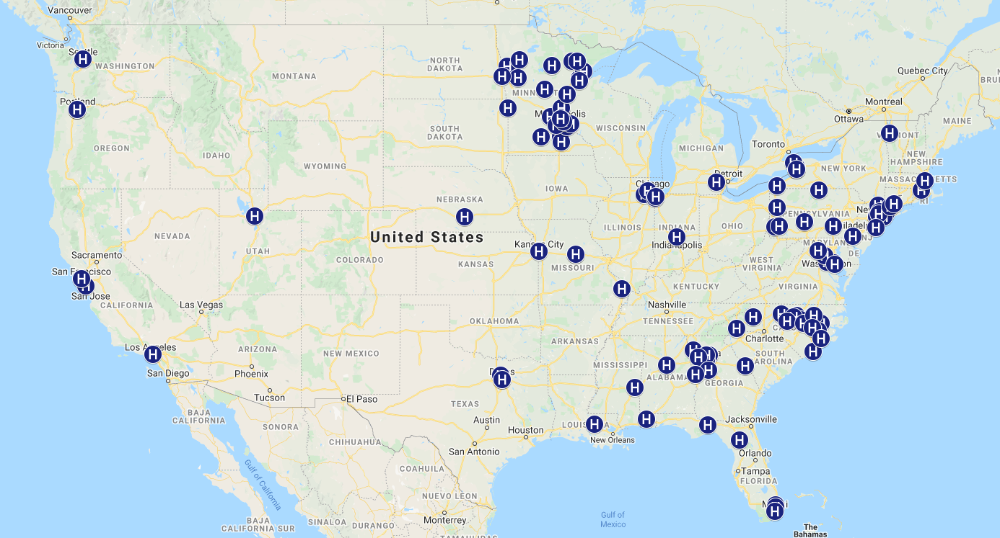 Vancouver
Victoria
Seattle
WASHINGTON
NORTH
DAKOTA
MONTANA
Quebec City
Montreal
Ottawa
MAINE
Portland
SOUTH
DAKOTA
WISCONSIN
MICHIGAN
Toronto
VERMONT
NEW
HAMPSHIRE
OREGON
IDAHO
WYOMING
NEW YORK
MASSACHUSETTS
RI
Detroit
Chicago
IOWA
NEBRASKA
NEVADA
UTAH
COLORADO
United States
ILLINOIS
INDIANA
OHIO
PENNSYLVANIA
Philadelphia
NJ
Indianapolis
MARYLAND
DE
Sacramento
San Francisco
San Jose
CALIFORNIA
Las Vegas
KANSAS
Kansas City
MISSOURI
WEST
VIRGINIA
Washington
VIRGINIA
KENTUCKY
Nashville
TENNESSEE
OKLAHOMA
ARKANSAS
Charlotte
Los Angeles
San Diego
ARIZONA
Phoenix
Tucson
NEW MEXICO
El Paso
Dallas
TEXAS
MISSISSIPPI
ALABAMA
GEORGIA
SOUTH
CAROLINA
BAJA
CALIFORNIA
SONORA
CHIHUAHUA
Austin
Houston
San Antonio
New Orleans
Jacksonville
Orlando
Tampa
FLORIDA
Miami
COAHUILA
NUEVO LEON
Monterrey
Gulf of California
BAJA
CALIFORNIA SUR
SINALOA
DURANGO
TAMAULIPAS
Gulf of
Mexico
The
Bahamas
H